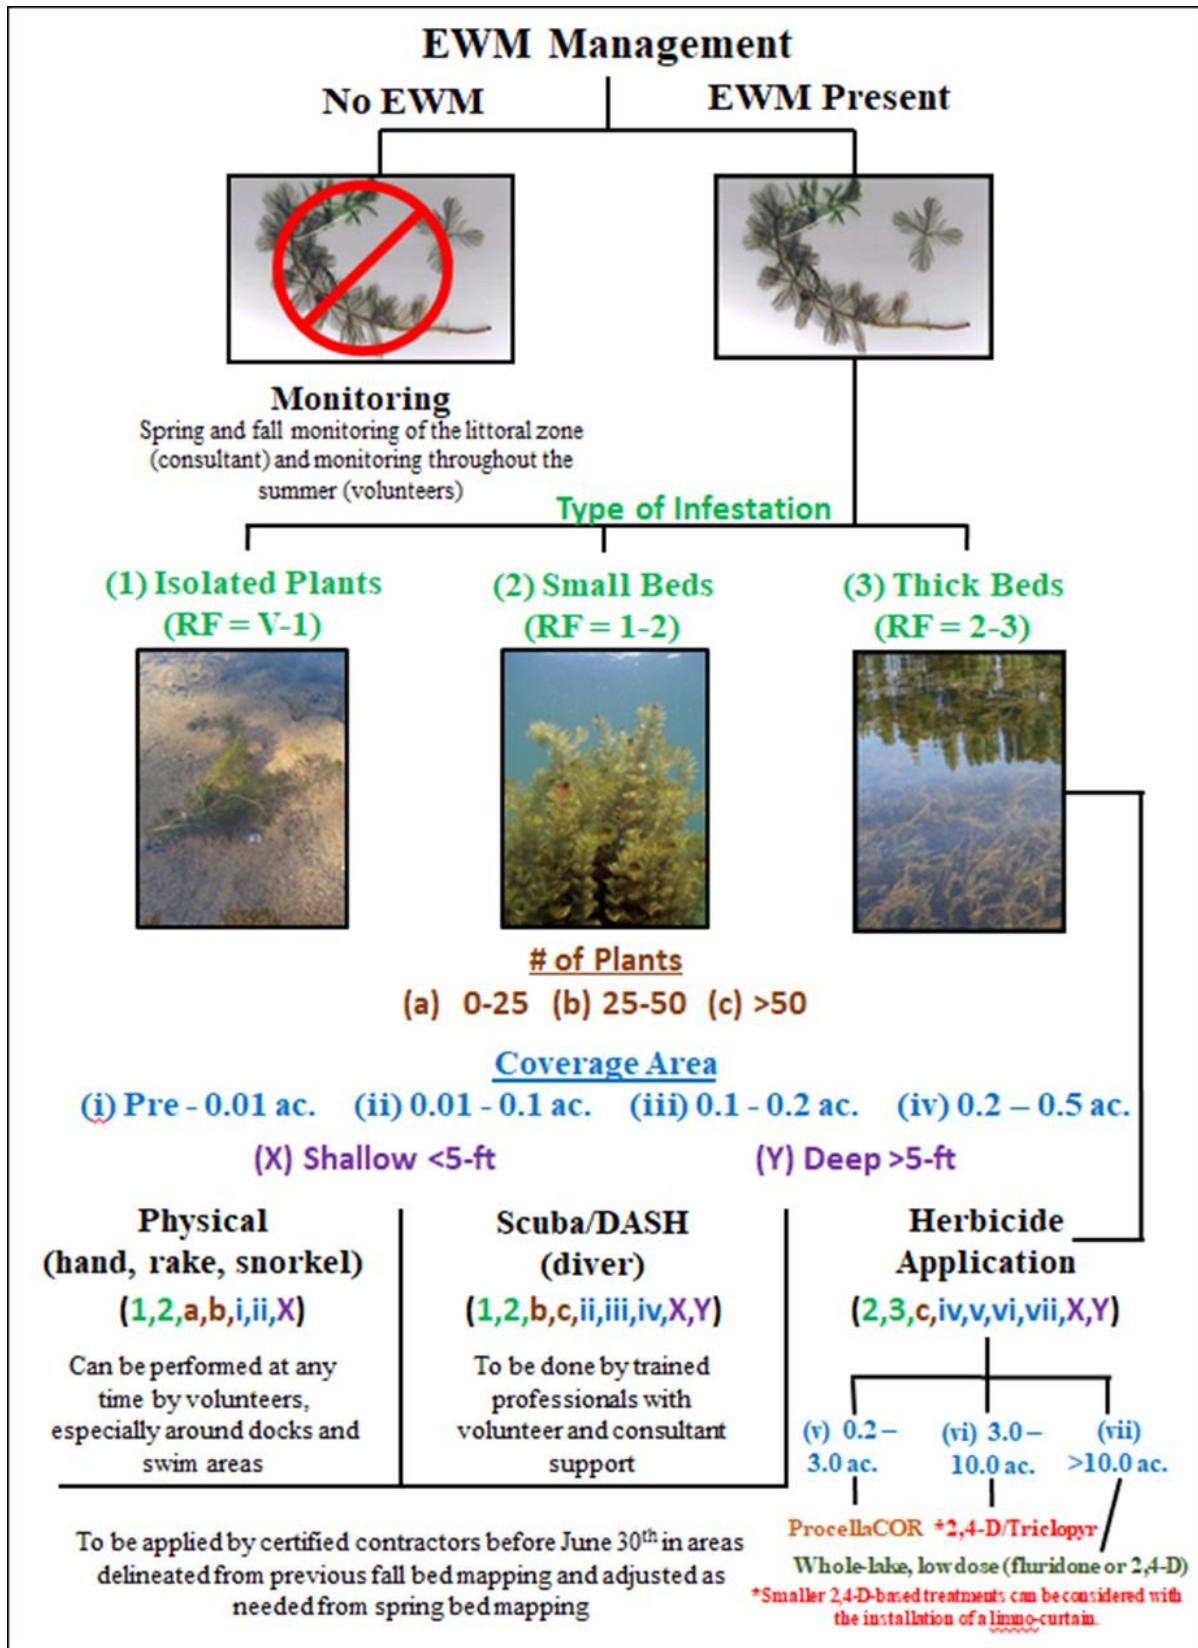 EWM Management
No EWM
EWM Present
Monitoring
Spring and fall monitoring of the littoral zone
(consultant) and monitoring throughout the
summer (volunteers)
Type of Infestation
(1) Isolated Plants
(RF = V-1)
(2) Small Beds
(RF = 1-2)
(3) Thick Beds
(RF = 2-3)
# of Plants
(a) 0-25 (b) 25-50 (c) >50
Coverage Area
(i) Pre - 0.01 ac. (ii) 0.01 - 0.1 ac. (iii) 0.1 - 0.2 ac. (iv) 0.2 – 0.5 ac.
(X) Shallow <5-ft (Y) Deep >5-ft
Physical
(hand, rake, snorkel)
(1,2,a,b,i,ii,X)
Can be performed at any
time by volunteers,
especially around docks and
swim areas
Scuba/DASH
(diver)
(1,2,b,c,ii,iii,iv,X,Y)
To be done by trained
professionals with
volunteer and consultant
support
Herbicide
Application
(2,3,c,iv,v,vi,vii,X,Y)
(v) 0.2 –
3.0 ac.
(vi) 3.0 –
10.0 ac.
(vii)
>10.0 ac.
ProcellaCOR *2,4-D/Triclopyr
Whole-lake, low dose (fluridone or 2,4-D)
*Smaller 2,4-D-based treatments can be considered with
the installation of a limno-curtain.
To be applied by certified contractors before June 30th in areas
delineated from previous fall bed mapping and adjusted as
needed from spring bed mapping